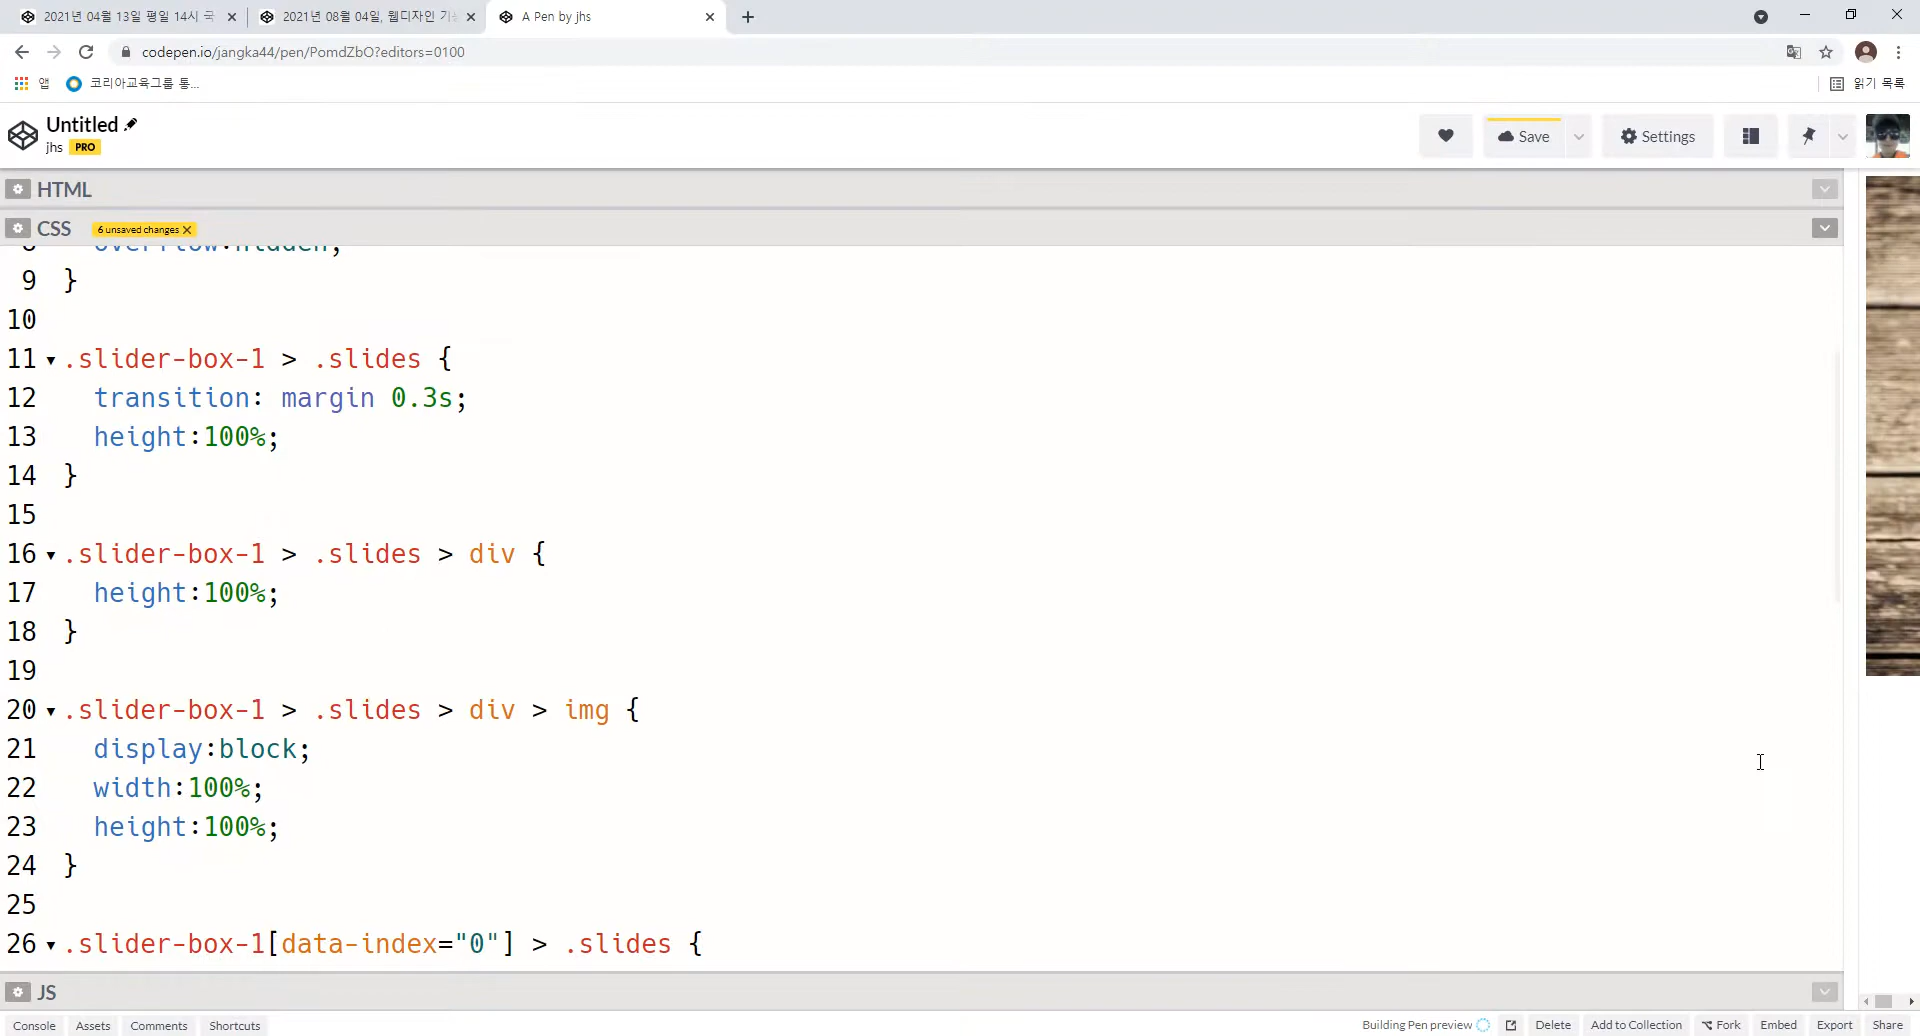 2021년 04월 13일 평일 14시 국
2021년 08월 04일, 웹디자인 기능
A Pen by jhs
codepen.io/jangka44/pen/PomdZbO?editors=0100
앱
코리아교육그룹 통...
읽기 목록
Untitled
jhs PRO
Save
Settings
HTML
CSS 6 unsaved changes
8 overflow:hidden;
9 }
10
11 .slider-box-1 > .slides {
12 transition: margin 0.3s;
13 height:100%;
14 }
15
16 .slider-box-1 > .slides > div {
17 height:100%;
18 }
19
20 .slider-box-1 > .slides > div > img {
21 display:block;
22 width:100%;
23 height:100%;
24 }
25
26 .slider-box-1[data-index="0"] > .slides {
JS
Console Assets Comments Shortcuts Building Pen preview Delete Add to Collection Fork Embed Export Share